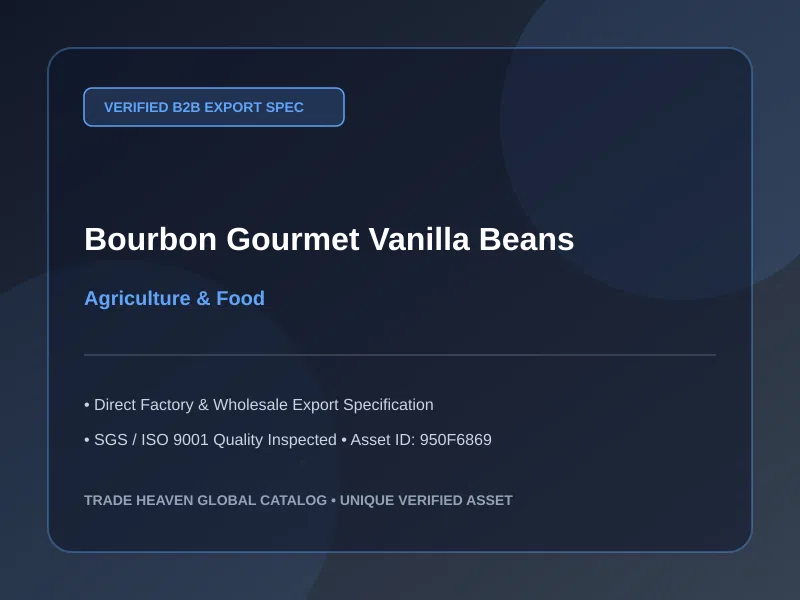 VERIFIED B2B EXPORT SPEC
Bourbon Gourmet Vanilla Beans
Agriculture & Food
• Direct Factory & Wholesale Export Specification
• SGS / ISO 9001 Quality Inspected • Asset ID: 950F6869
TRADE HEAVEN GLOBAL CATALOG • UNIQUE VERIFIED ASSET